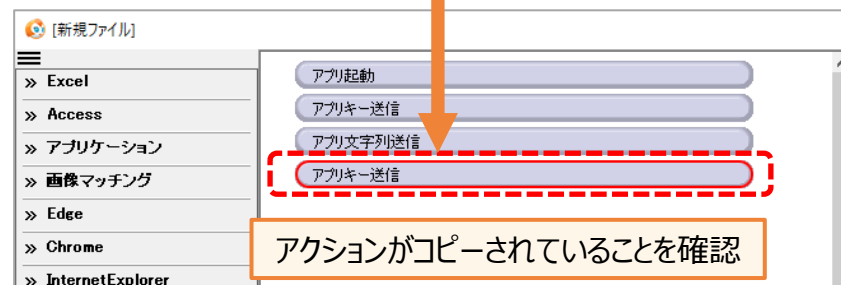 [新規ファイル]
» Excel
» Access
» アプリケーション
» 画像マッチング
» Edge
» Chrome
» InternetExplorer
アプリ起動
アプリキー送信
アプリ文字列送信
アプリキー送信
アクションがコピーされていることを確認